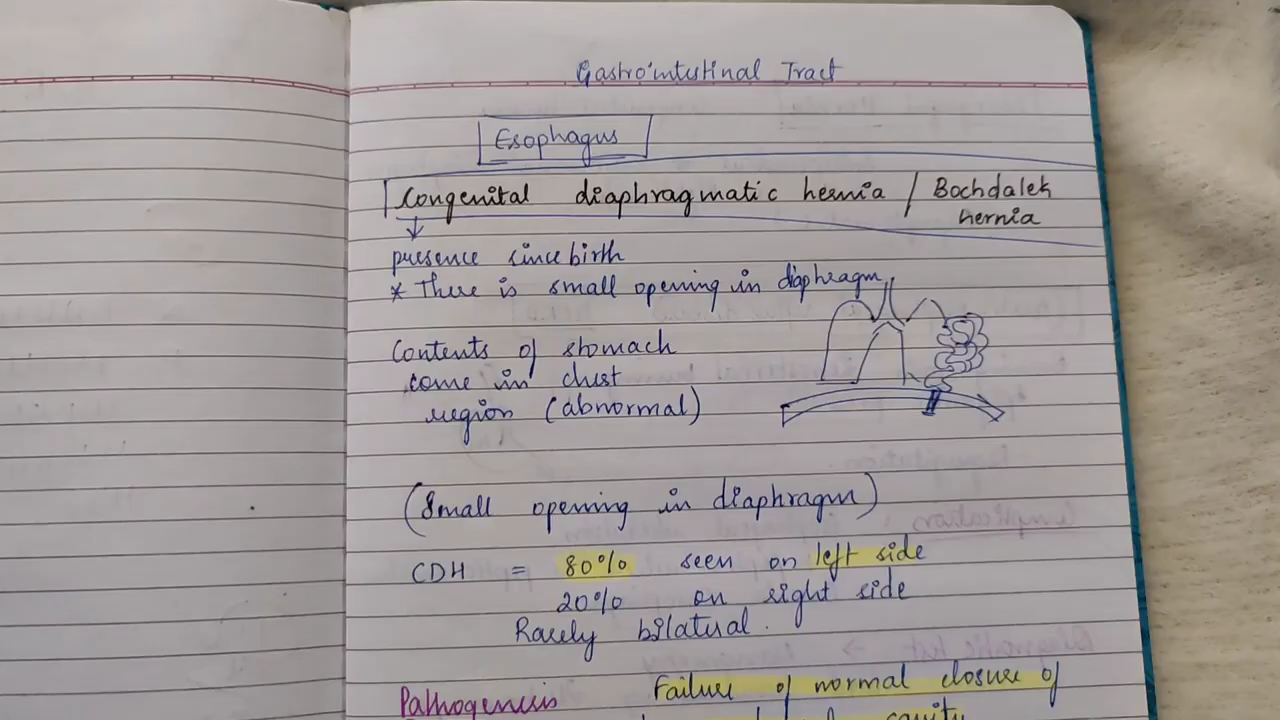 Gastrointestinal Tract
Esophagus
Congenital diaphragmatic hernia / Bochdalek
hernia
presence since birth
* There is small opening in diaphragm
Contents of stomach
come in chest
region (abnormal)
(Small opening in diaphragm)
CDH = 80% seen on left side
20% on right side
Rarely bilateral.
Pathogenesis Failure of normal closure of
cavity